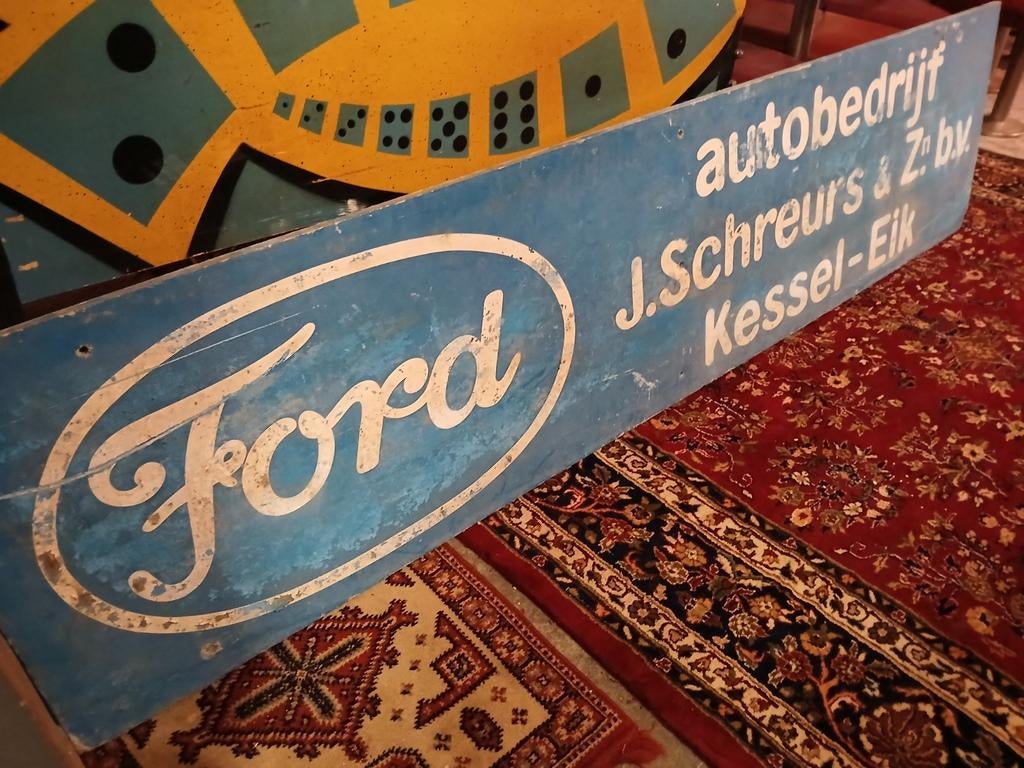 Ford
autobedrijf
J. Schreurs & Zn. b.v.
Kessel-Eik